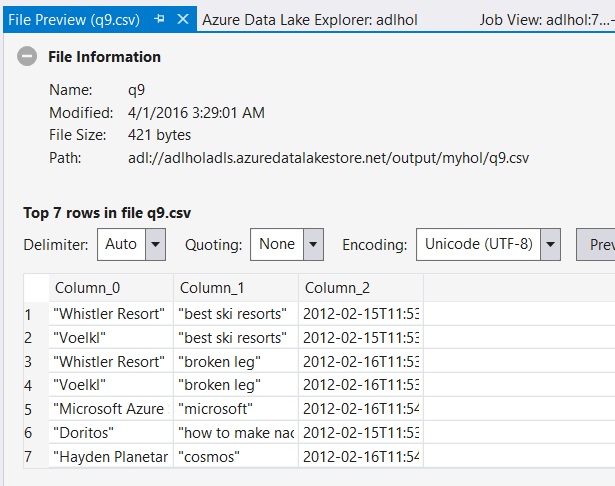 File Preview (q9.csv) Azure Data Lake Explorer: adlhol Job View: adlhol:7...-
File Information
Name: q9
Modified: 4/1/2016 3:29:01 AM
File Size: 421 bytes
Path: adl://adlholadls.azuredatalakestore.net/output/myhol/q9.csv
Top 7 rows in file q9.csv
Delimiter: Auto Quoting: None Encoding: Unicode (UTF-8) Prev
Column_0 Column_1 Column_2
1 "Whistler Resort" "best ski resorts" 2012-02-15T11:53
2 "Voelkl" "best ski resorts" 2012-02-15T11:53
3 "Whistler Resort" "broken leg" 2012-02-16T11:53
4 "Voelkl" "broken leg" 2012-02-16T11:53
5 "Microsoft Azure "microsoft" 2012-02-16T11:54
6 "Doritos" "how to make nac 2012-02-15T11:53
7 "Hayden Planetar "cosmos" 2012-02-16T11:54